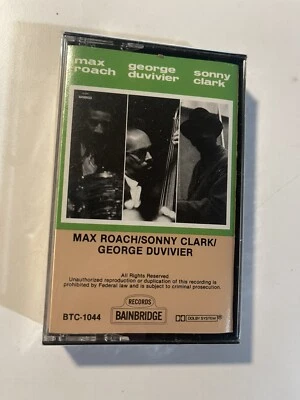 max roach george duvivier sonny clark
MAX ROACH/SONNY CLARK/
GEORGE DUVIVIER
All Rights Reserved
Unauthorized reproduction or duplication of this recording is
prohibited by Federal law and is subject to criminal prosecution.
RECORDS
BTC-1044 BAINBRIDGE DOLBY SYSTEM